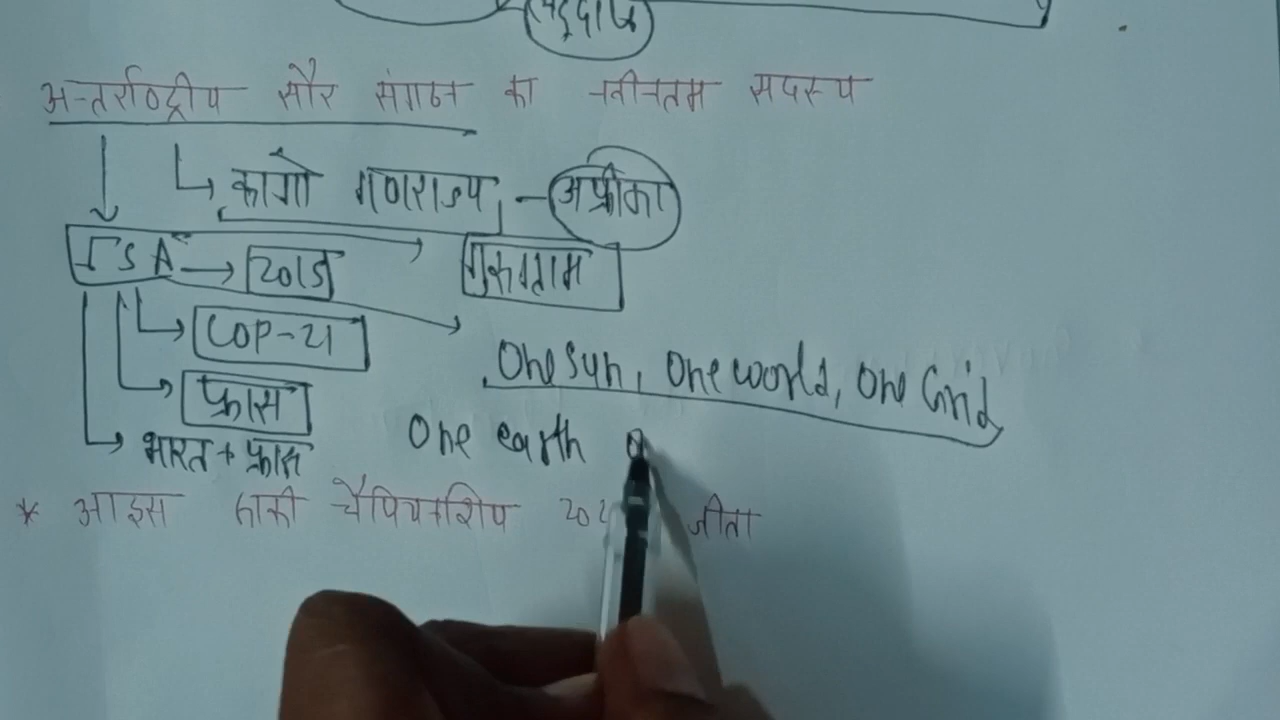 अन्तर्राष्ट्रीय सौर संगठन का नवीनतम सदस्य
कांगो गणराज्य - अफ्रीका
ISA → 2015 गुरुग्राम
COP-21
One Sun, One world, One Grid
फ्रांस
One earth
भारत + फ्रांस
* आइस हाकी चैम्पियनशिप 202 जीता